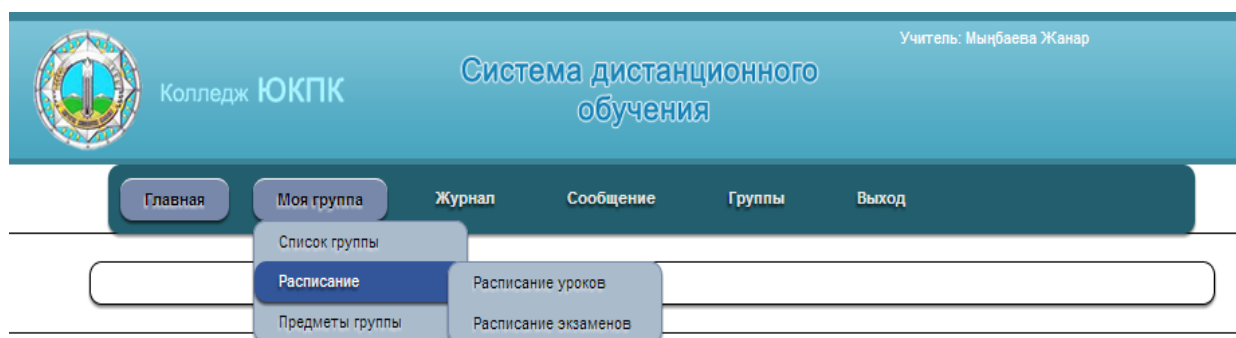 Учитель: Мыңбаева Жанар
Колледж ЮКПК
Система дистанционного
обучения
Главная Моя группа Журнал Сообщение Группы Выход
Список группы
Расписание Расписание уроков
Предметы группы Расписание экзаменов